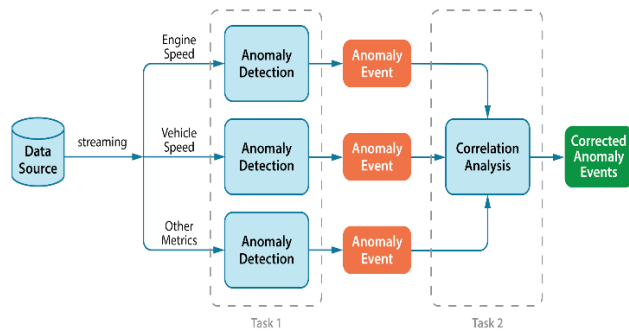 Engine
Speed
Anomaly
Detection
Anomaly
Event
Data
Source
streaming
Vehicle
Speed
Anomaly
Detection
Anomaly
Event
Correlation
Analysis
Corrected
Anomaly
Events
Other
Metrics
Anomaly
Detection
Anomaly
Event
Task 1
Task 2